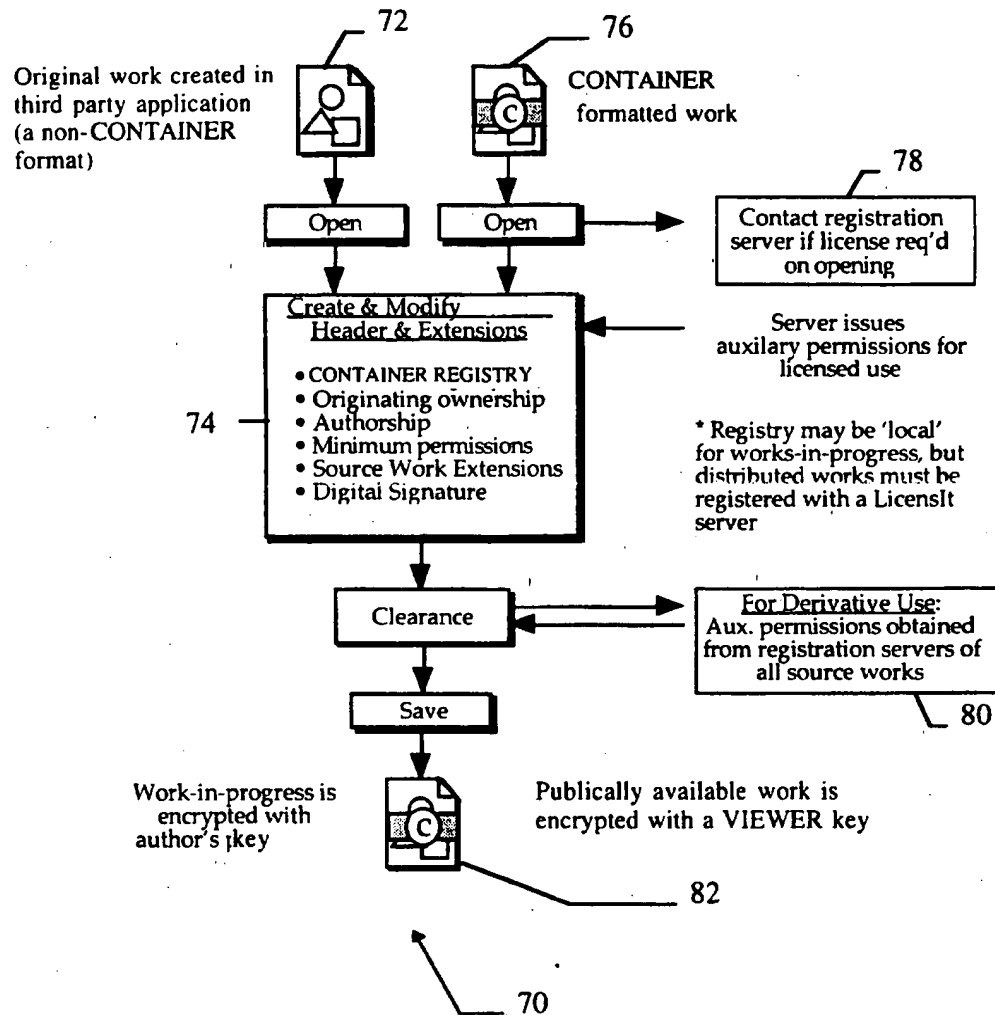 72
76
Original work created in
third party application
(a non-CONTAINER
format)
C
CONTAINER
formatted work
78
Open
Open
Contact registration
server if license req'd
on opening
Create & Modify
Header & Extensions
• CONTAINER REGISTRY
• Originating ownership
• Authorship
• Minimum permissions
• Source Work Extensions
• Digital Signature
74
Server issues
auxilary permissions for
licensed use
* Registry may be 'local'
for works-in-progress, but
distributed works must be
registered with a LicensIt
server
Clearance
For Derivative Use:
Aux. permissions obtained
from registration servers of
all source works
80
Save
Work-in-progress is
encrypted with
author's key
C
Publically available work is
encrypted with a VIEWER key
82
70